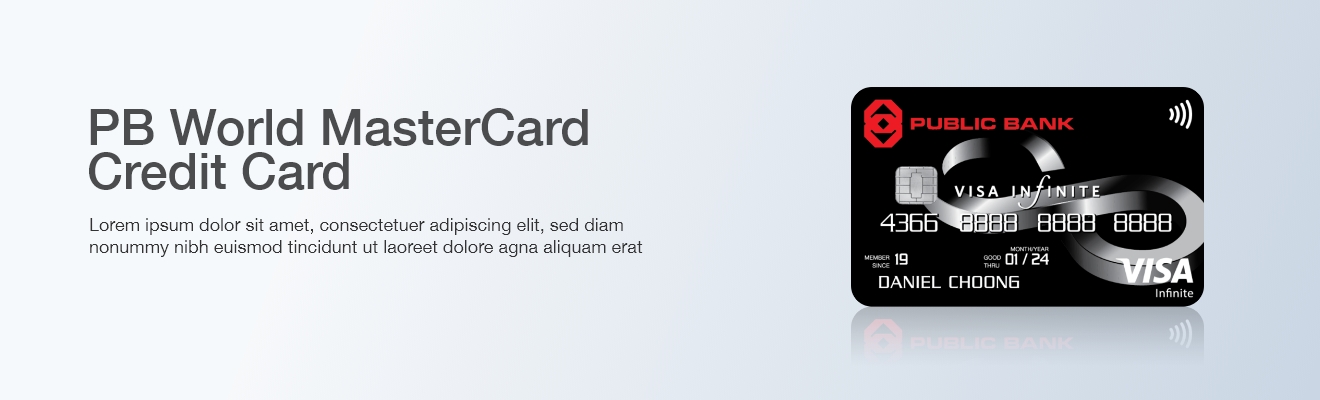 PB World MasterCard
Credit Card
Lorem ipsum dolor sit amet, consectetuer adipiscing elit, sed diam
nonummy nibh euismod tincidunt ut laoreet dolore agna aliquam erat
PUBLIC BANK
VISA INfINITE
4366 8888 8888 8888
MONTH/YEAR
MEMBER SINCE 19 GOOD THRU 01/24
DANIEL CHOONG
VISA
Infinite
PUBLIC BANK